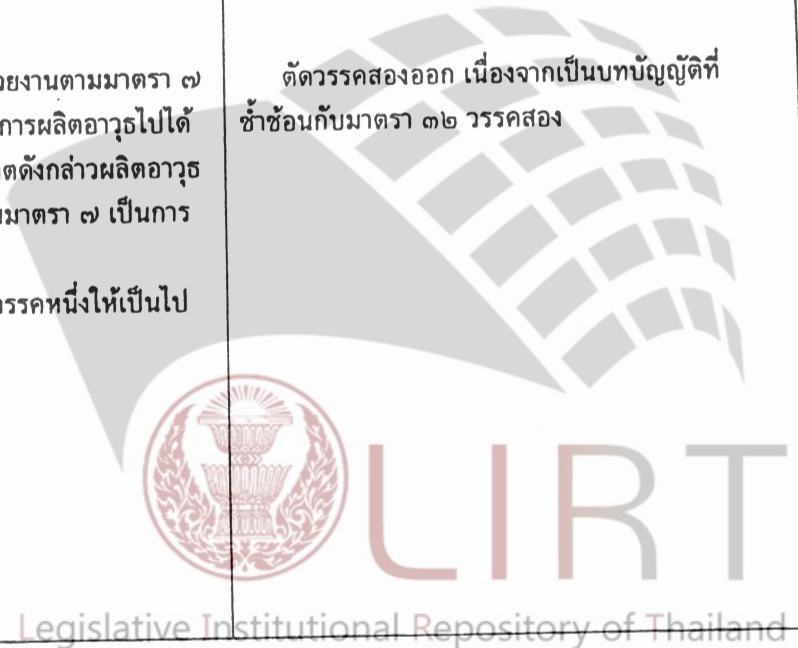 วยงานตามมาตรา ๗
การผลิตอาวุธไปได้
ตดังกล่าวผลิตอาวุธ
มมาตรา ๗ เป็นการ
วรรคหนึ่งให้เป็นไป
ตัดวรรคสองออก เนื่องจากเป็นบทบัญญัติที่
ซ้ำซ้อนกับมาตรา ๓๒ วรรคสอง
LIRT
Legislative Institutional Repository of Thailand